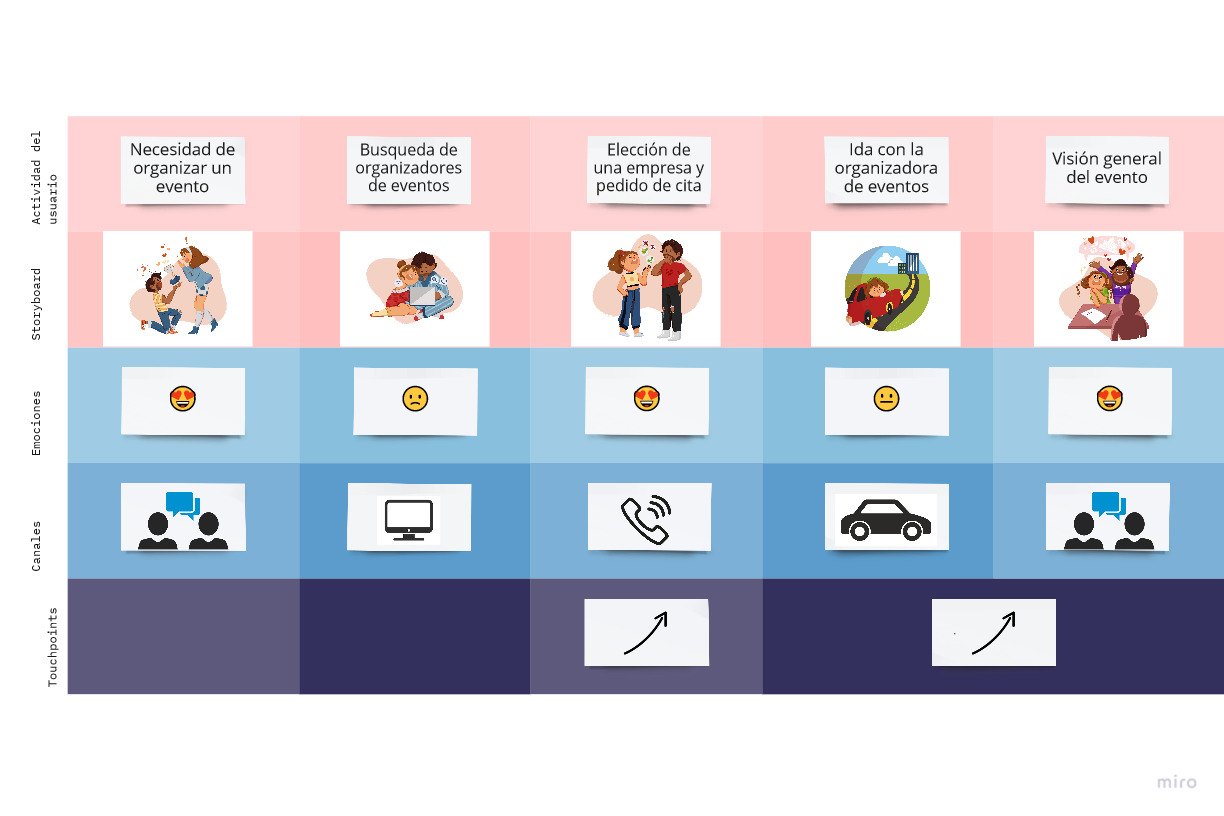 Actividad del
usuario
Necesidad de
organizar un
evento
Busqueda de
organizadores
de eventos
Elección de
una empresa y
pedido de cita
Ida con la
organizadora
de eventos
Visión general
del evento
Storyboard
Emociones
Canales
Touchpoints
miro